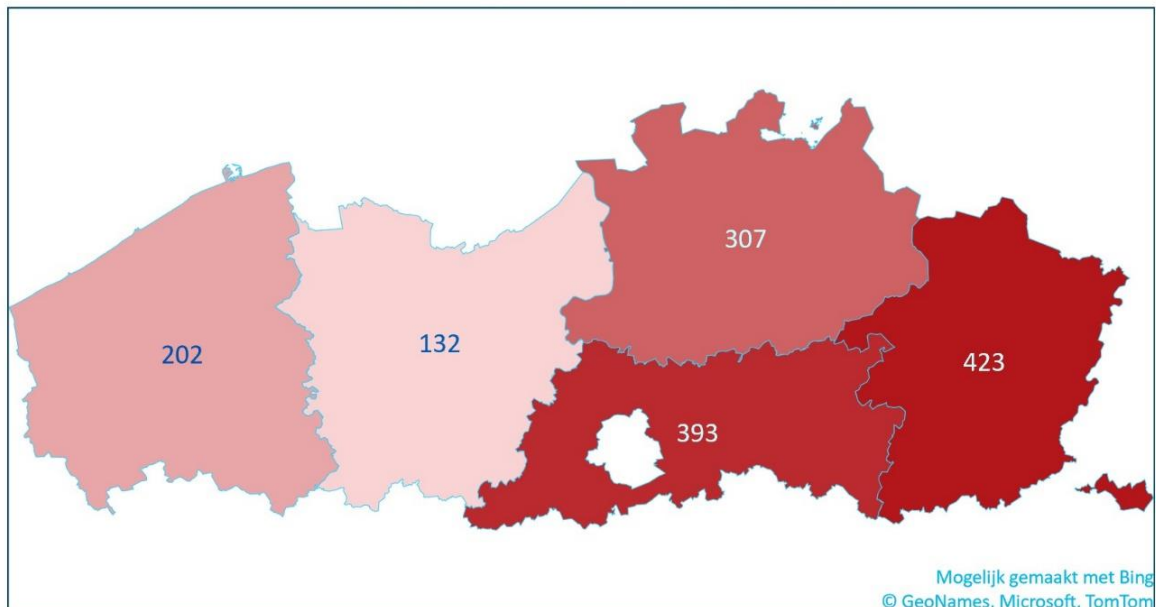 307
202
132
423
393
Mogelijk gemaakt met Bing
© GeoNames, Microsoft, TomTom